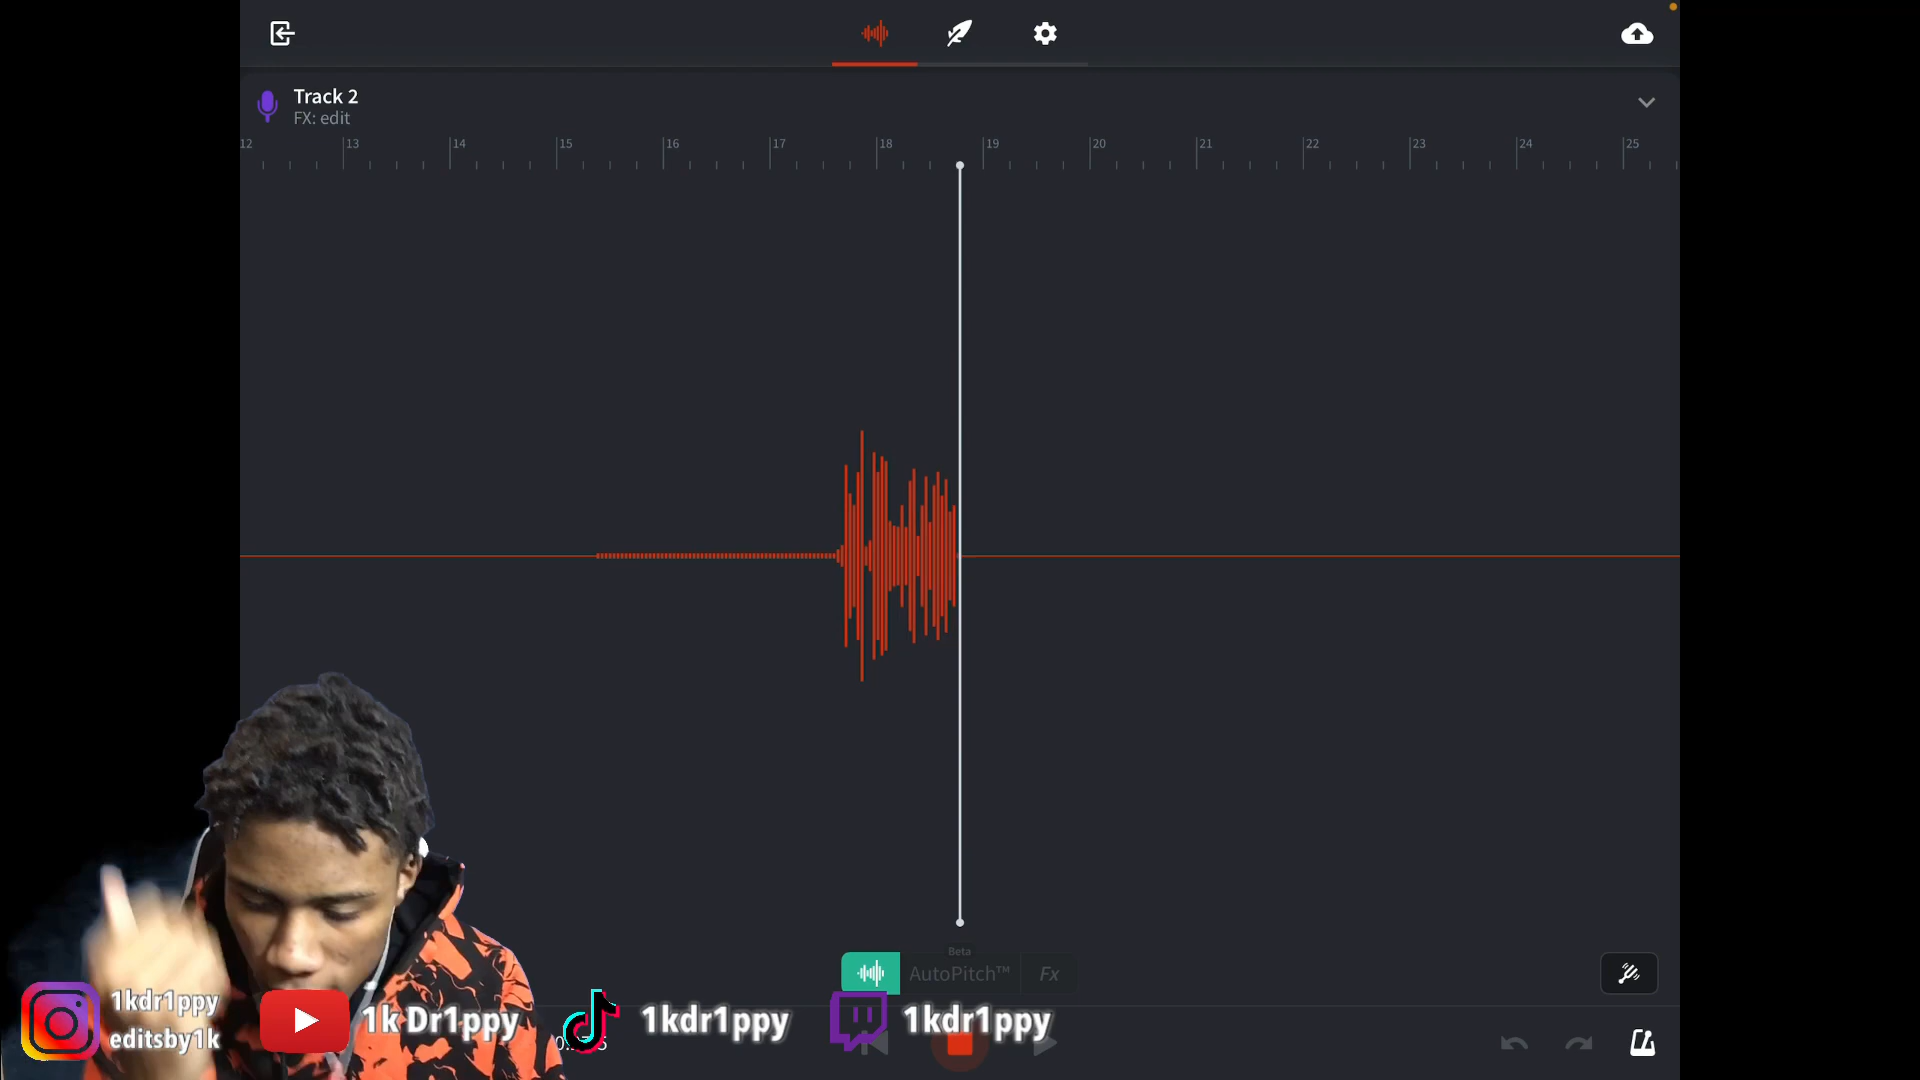 Track 2
FX: edit
12
13
14
15
16
17
18
19
20
21
22
23
24
25
Beta
AutoPitch™
Fx
1kdr1ppy
editsby1k
1k Dr1ppy
1kdr1ppy
1kdr1ppy